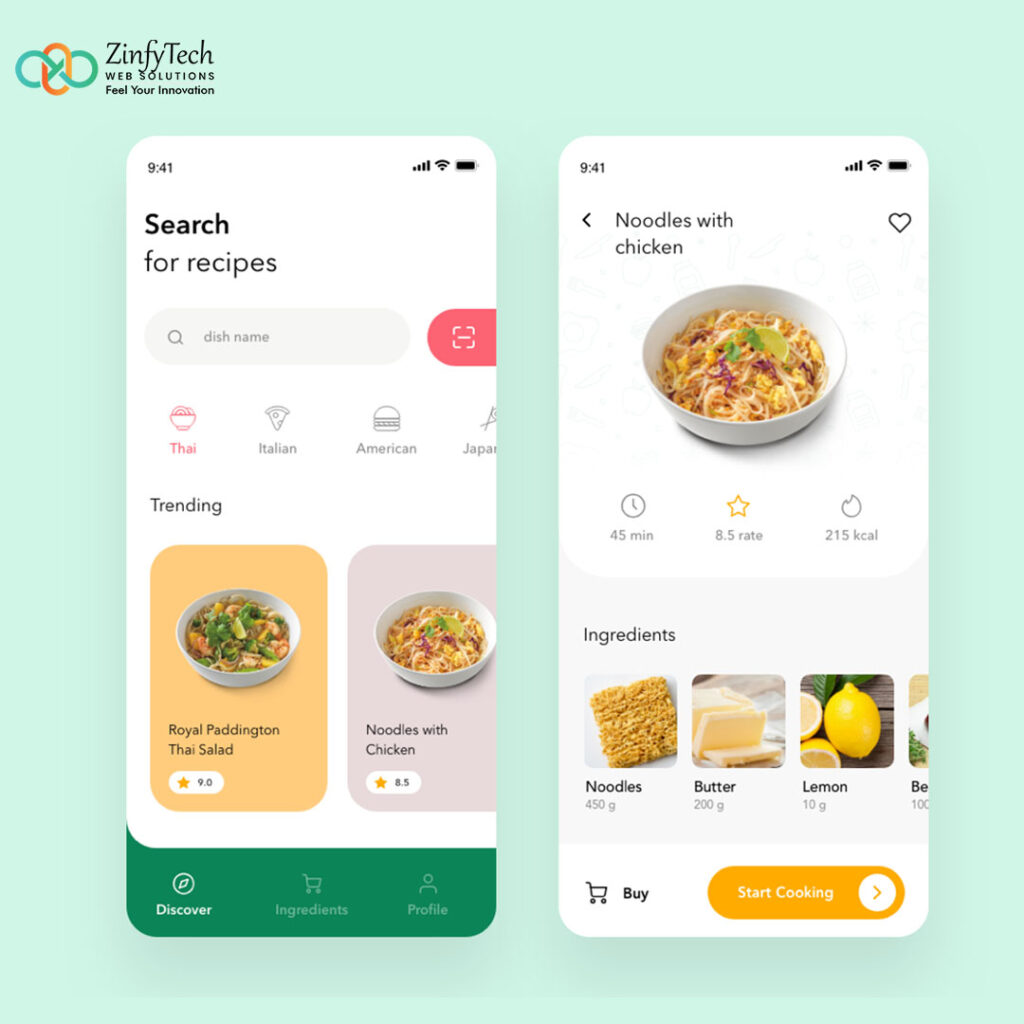 ZinfyTech
WEB SOLUTIONS
Feel Your Innovation
9:41
Search
for recipes
dish name
Thai
Italian
American
Japan
Trending
Royal Paddington
Thai Salad
9.0
Noodles with
Chicken
8.5
Discover
Ingredients
Profile
9:41
Noodles with
chicken
45 min
8.5 rate
215 kcal
Ingredients
Noodles
450 g
Butter
200 g
Lemon
10 g
Be
100
Buy
Start Cooking